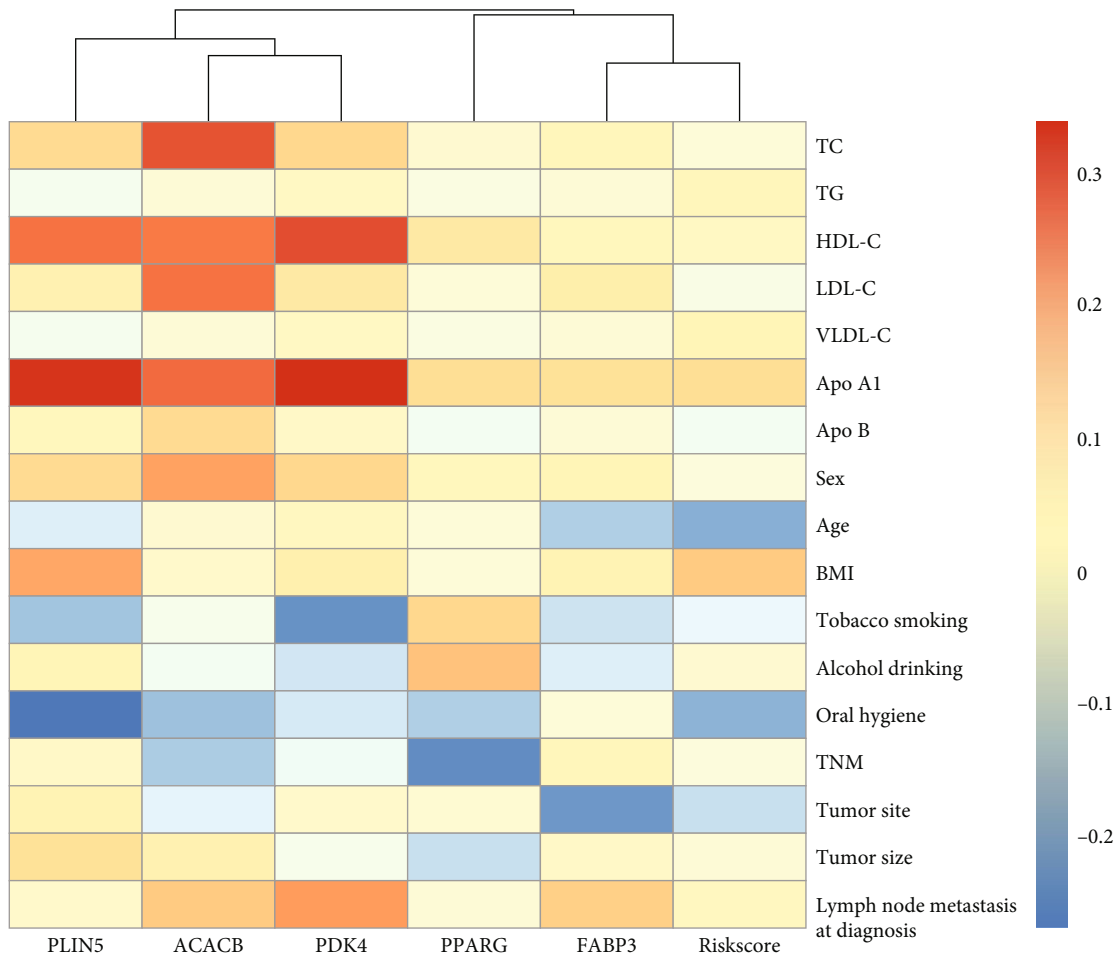 TC
TG
HDL-C
LDL-C
VLDL-C
Apo A1
Apo B
Sex
Age
BMI
Tobacco smoking
Alcohol drinking
Oral hygiene
TNM
Tumor site
Tumor size
Lymph node metastasis
at diagnosis
PLIN5 ACACB PDK4 PPARG FABP3 Riskscore
0.3
0.2
0.1
0
–0.1
–0.2